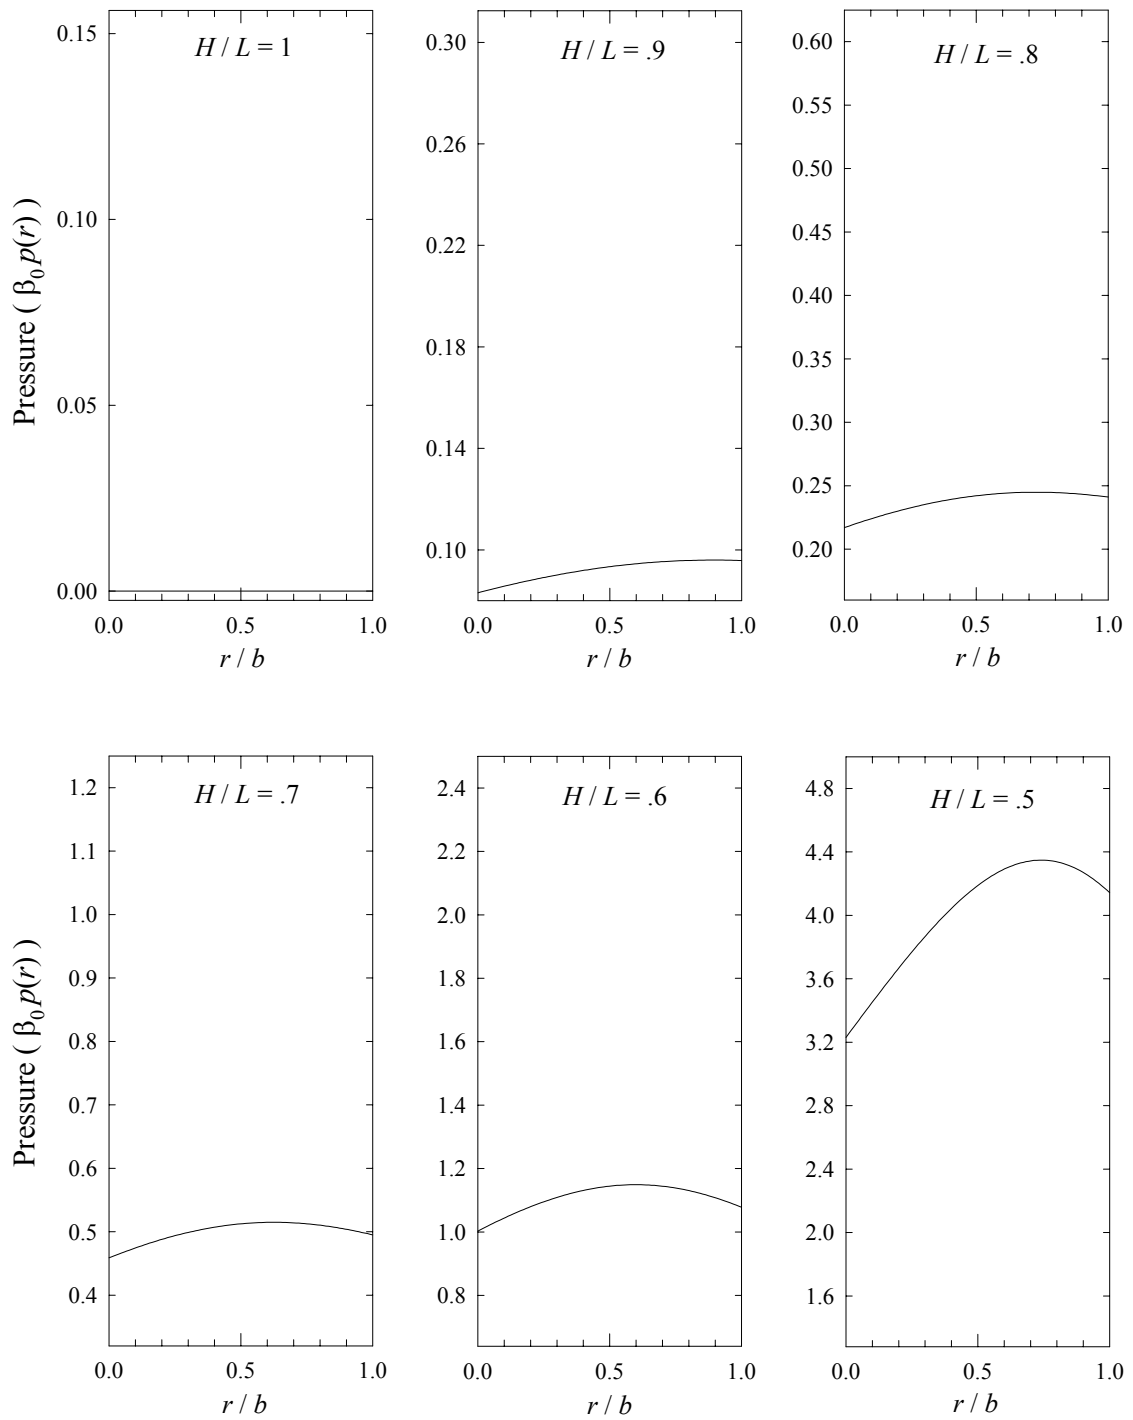 H / L = 1
0.15
0.10
0.05
0.00
Pressure ( β₀ p(r) )
0.0 0.5 1.0
r / b
H / L = .9
0.30
0.26
0.22
0.18
0.14
0.10
0.0 0.5 1.0
r / b
H / L = .8
0.60
0.55
0.50
0.45
0.40
0.35
0.30
0.25
0.20
0.0 0.5 1.0
r / b
H / L = .7
1.2
1.1
1.0
0.9
0.8
0.7
0.6
0.5
0.4
Pressure ( β₀ p(r) )
0.0 0.5 1.0
r / b
H / L = .6
2.4
2.2
2.0
1.8
1.6
1.4
1.2
1.0
0.8
0.0 0.5 1.0
r / b
H / L = .5
4.8
4.4
4.0
3.6
3.2
2.8
2.4
2.0
1.6
0.0 0.5 1.0
r / b